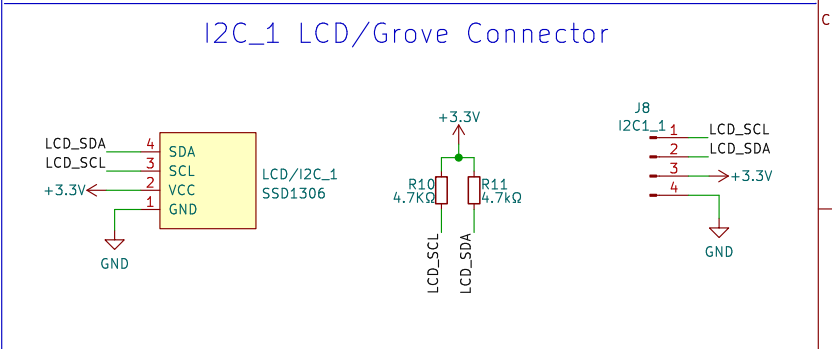 C
I2C_1 LCD/Grove Connector
LCD_SDA
LCD_SCL
+3.3V
GND
4
3
2
1
SDA
SCL
VCC
GND
LCD/I2C_1
SSD1306
+3.3V
R10
4.7KΩ
R11
4.7kΩ
LCD_SCL
LCD_SDA
J8
I2C1_1
1
2
3
4
LCD_SCL
LCD_SDA
+3.3V
GND